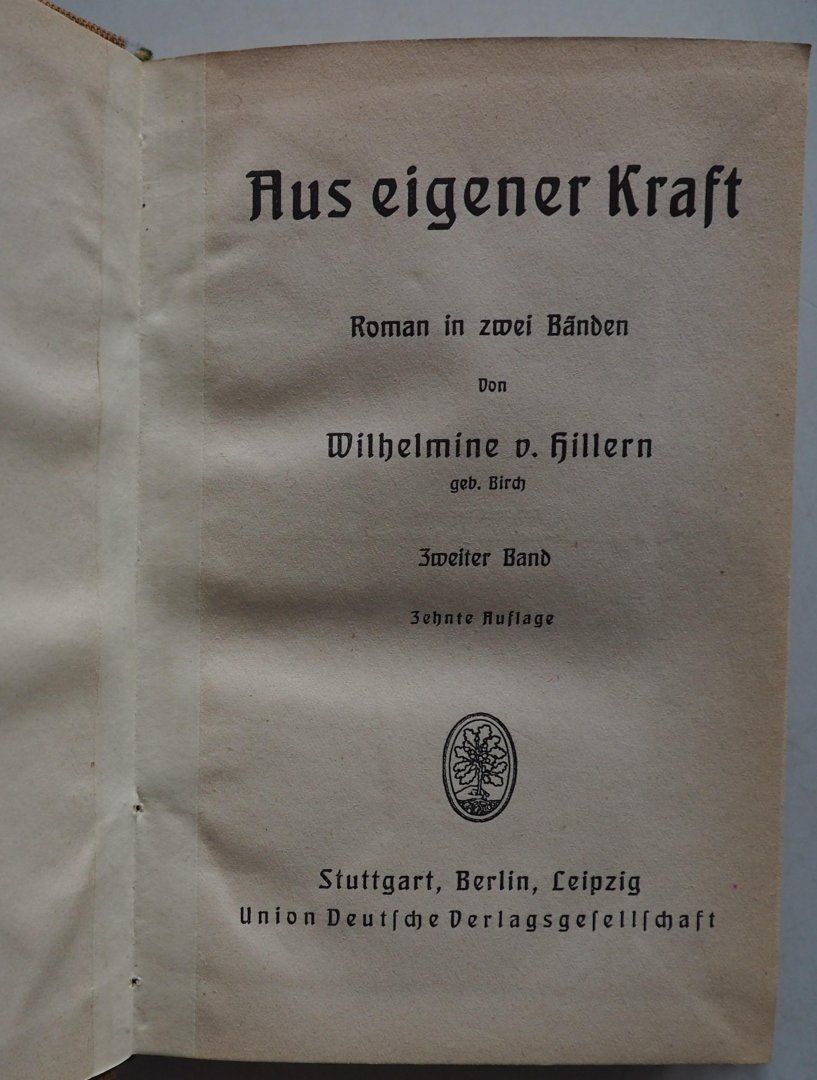 Aus eigener Kraft
Roman in zwei Bänden
Von
Wilhelmine v. Hillern
geb. Birch
Zweiter Band
Zehnte Auflage
Stuttgart, Berlin, Leipzig
Union Deutſche Verlagsgeſellſchaft